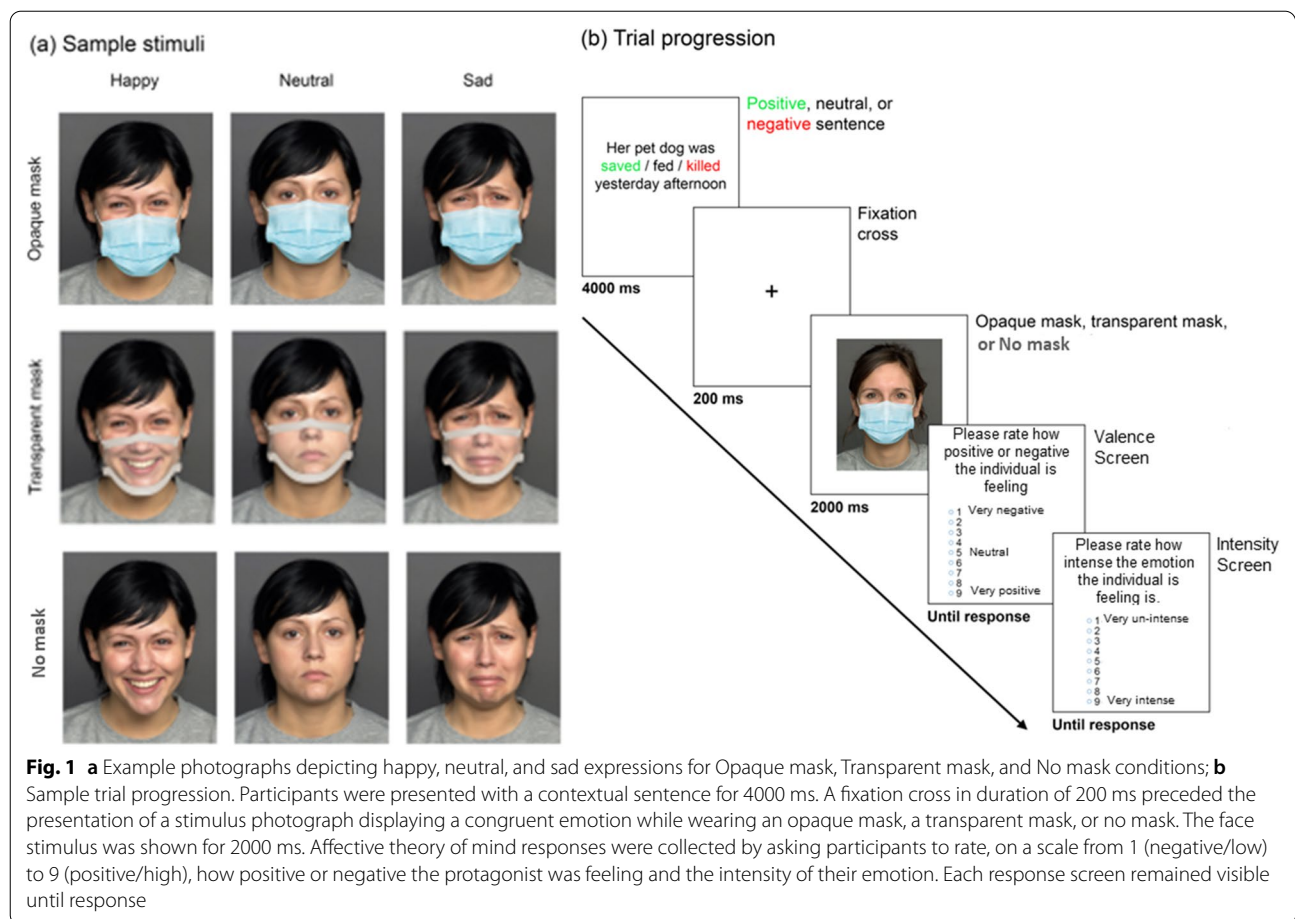 (a) Sample stimuli
Happy Neutral Sad
Opaque mask
Transparent mask
No mask
(b) Trial progression
Positive, neutral, or
negative sentence
Her pet dog was
saved / fed / killed
yesterday afternoon
4000 ms
Fixation
cross
+
200 ms
Opaque mask, transparent mask,
or No mask
2000 ms
Valence
Screen
Please rate how
positive or negative
the individual is
feeling
1 Very negative
2
3
4
5 Neutral
6
7
8
9 Very positive
Until response
Intensity
Screen
Please rate how
intense the emotion
the individual is
feeling is.
1 Very un-intense
2
3
4
5
6
7
8
9 Very intense
Until response
Fig. 1 a Example photographs depicting happy, neutral, and sad expressions for Opaque mask, Transparent mask, and No mask conditions; b
Sample trial progression. Participants were presented with a contextual sentence for 4000 ms. A fixation cross in duration of 200 ms preceded the
presentation of a stimulus photograph displaying a congruent emotion while wearing an opaque mask, a transparent mask, or no mask. The face
stimulus was shown for 2000 ms. Affective theory of mind responses were collected by asking participants to rate, on a scale from 1 (negative/low)
to 9 (positive/high), how positive or negative the protagonist was feeling and the intensity of their emotion. Each response screen remained visible
until response